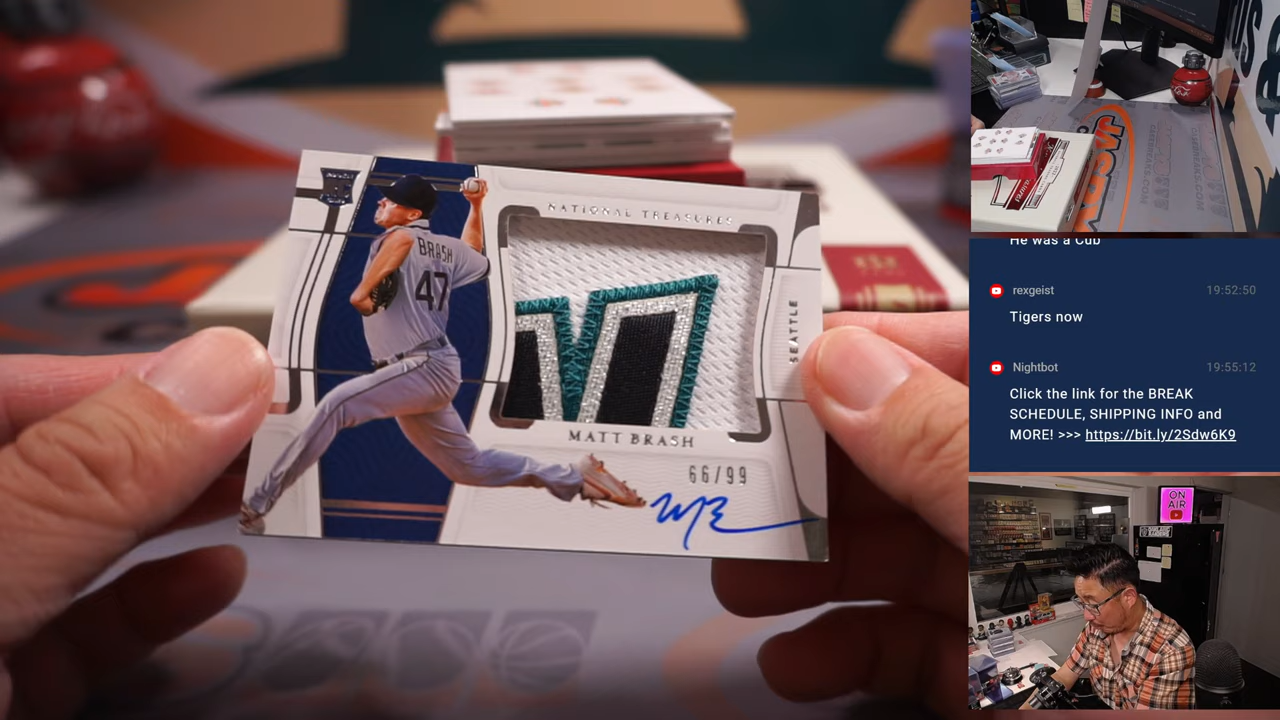 NATIONAL TREASURES
BRASH
47
SEATTLE
MATT BRASH
66/99
He was a Cub
rexgeist 19:52:50
Tigers now
Nightbot 19:55:12
Click the link for the BREAK
SCHEDULE, SHIPPING INFO and
MORE! >>> https://bit.ly/2Sdw6K9
ON
AIR